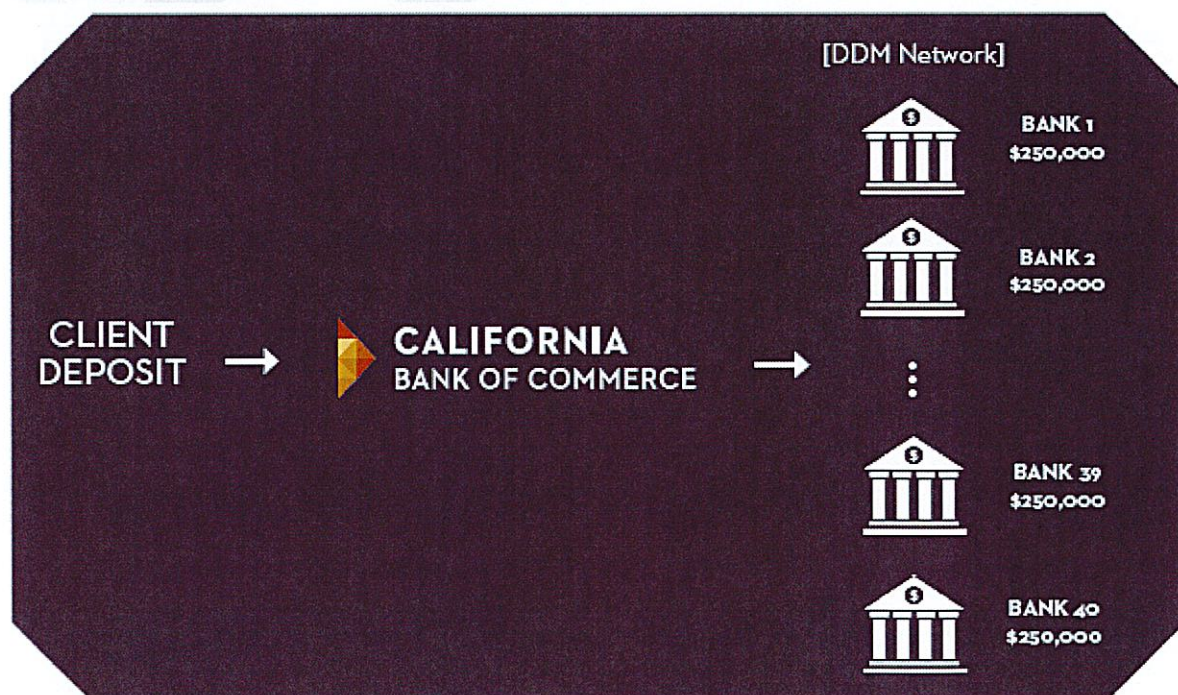 [DDM Network]
BANK 1
$250,000
BANK 2
$250,000
CLIENT
DEPOSIT
CALIFORNIA
BANK OF COMMERCE
BANK 39
$250,000
BANK 40
$250,000